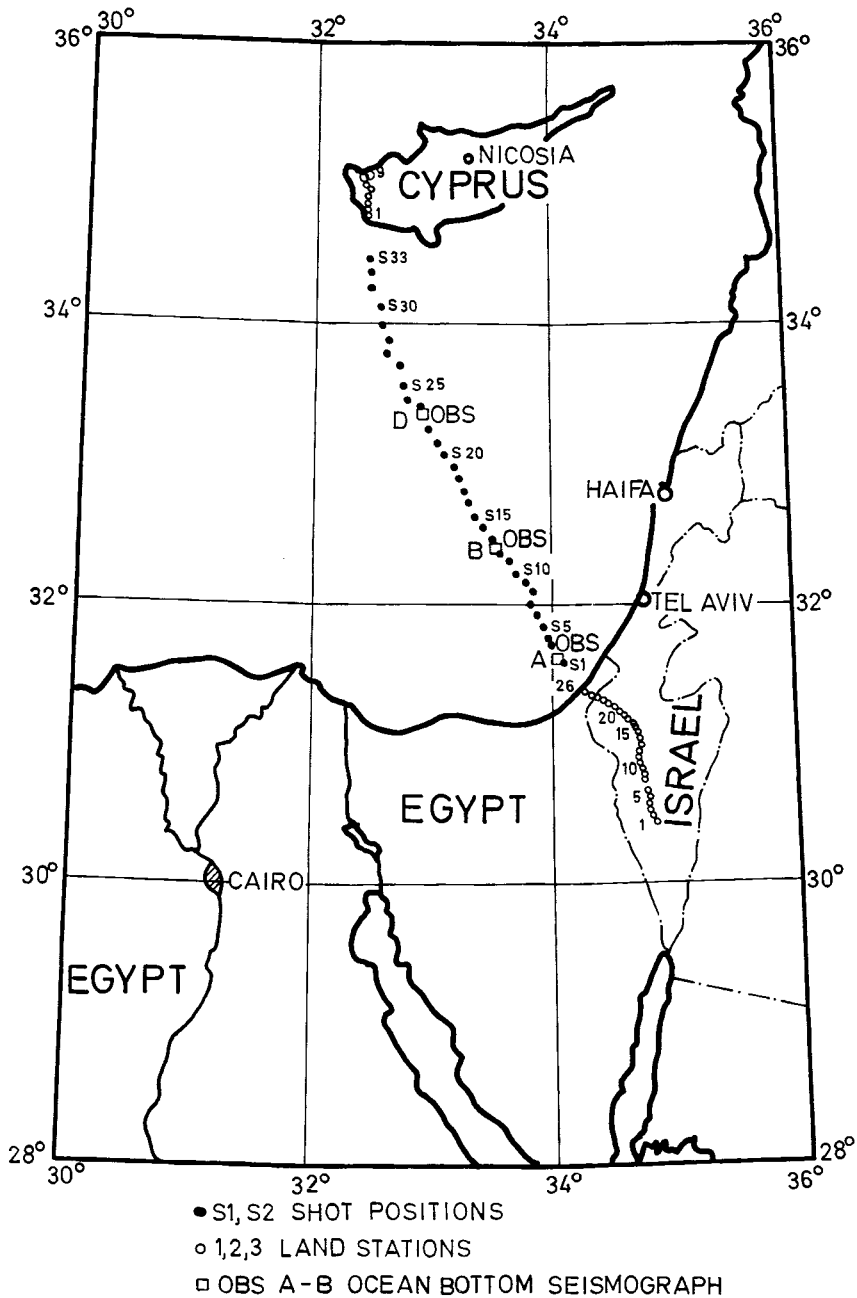 30° 32° 34° 36°
36° 36°
NICOSIA
CYPRUS
9
1
S33
S30
34° 34°
S 25
D OBS
S 20
HAIFA
S15
B OBS
S10
32° 32°
TEL AVIV
S5
OBS
A S1
26
20
15
10
5
1
ISRAEL
EGYPT
30° 30°
CAIRO
EGYPT
28° 28°
30° 32° 34° 36°
S1, S2 SHOT POSITIONS
1,2,3 LAND STATIONS
OBS A-B OCEAN BOTTOM SEISMOGRAPH